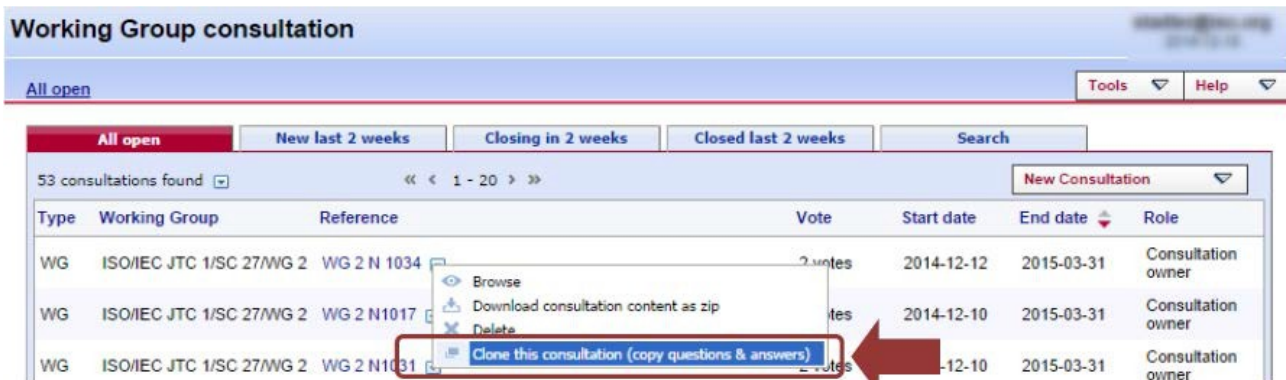 Working Group consultation
All open
Tools Help
All open New last 2 weeks Closing in 2 weeks Closed last 2 weeks Search
53 consultations found 1 - 20 New Consultation
Type Working Group Reference Vote Start date End date Role
WG ISO/IEC JTC 1/SC 27/WG 2 WG 2 N 1034 2 votes 2014-12-12 2015-03-31 Consultation owner
Browse
Download consultation content as zip
WG ISO/IEC JTC 1/SC 27/WG 2 WG 2 N1017 2014-12-10 2015-03-31 Consultation owner
Delete
Clone this consultation (copy questions & answers)
WG ISO/IEC JTC 1/SC 27/WG 2 WG 2 N1031 2 votes -12-10 2015-03-31 Consultation owner